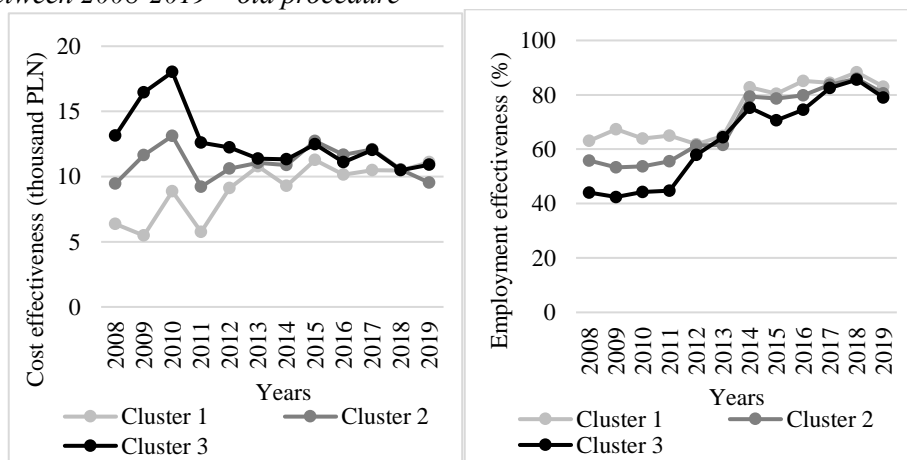 between 2008-2019 – old procedure
Cost effectiveness (thousand PLN)
20
15
10
5
0
2008 2009 2010 2011 2012 2013 2014 2015 2016 2017 2018 2019
Years
Cluster 1 Cluster 2
Cluster 3
Employment effectiveness (%)
100
80
60
40
20
0
2008 2009 2010 2011 2012 2013 2014 2015 2016 2017 2018 2019
Years
Cluster 1 Cluster 2
Cluster 3